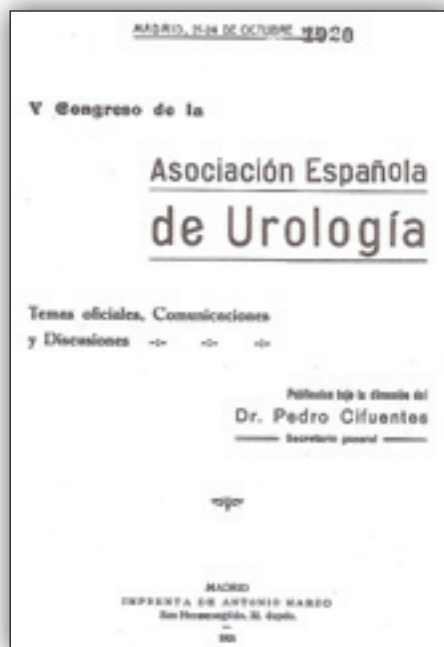 MADRID, 21-24 DE OCTUBRE 1920
V Congreso de la
Asociación Española
de Urología
Temas oficiales, Comunicaciones
y Discusiones
Publicados bajo la dirección del
Dr. Pedro Cifuentes
Secretario general
MADRID
IMPRENTA DE ANTONIO MARZO
San Hermenegildo, 32, dupdo.